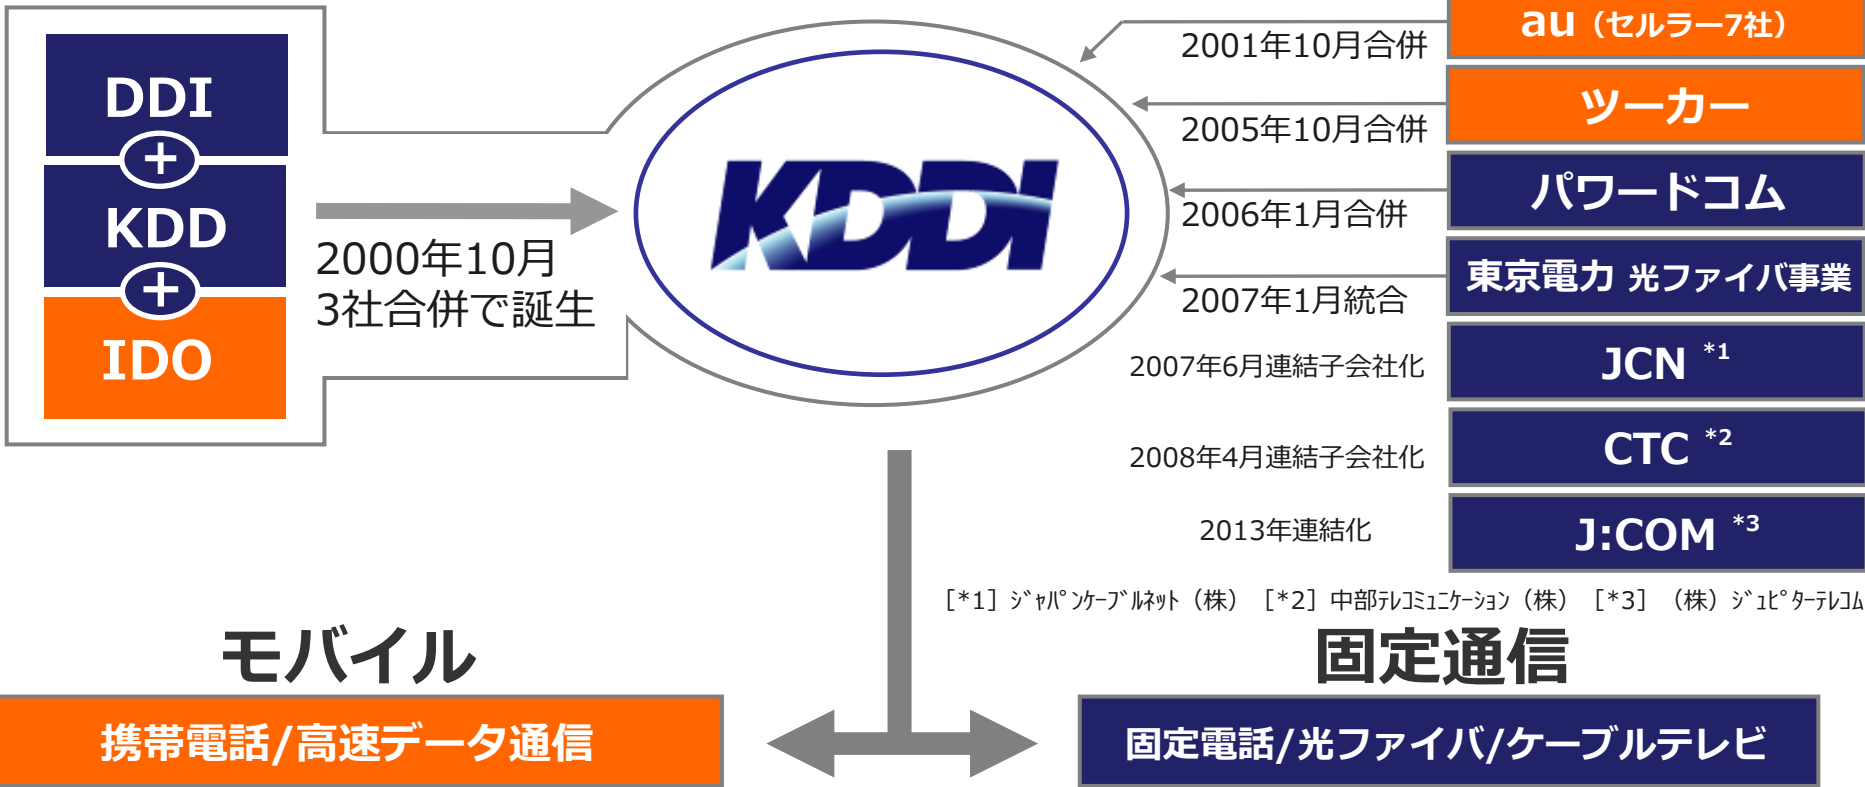 DDI
+
KDD
+
IDO
2000年10月
3社合併で誕生
KDDI
2001年10月合併
au（セルラー7社）
2005年10月合併
ツーカー
2006年1月合併
パワードコム
2007年1月統合
東京電力 光ファイバ事業
2007年6月連結子会社化
JCN *1
2008年4月連結子会社化
CTC *2
2013年連結化
J:COM *3
［*1］ｼﾞｬﾊﾟﾝｹｰﾌﾞﾙﾈｯﾄ（株）［*2］中部ﾃﾚｺﾐｭﾆｹｰｼｮﾝ（株）［*3］（株）ｼﾞｭﾋﾟﾀｰﾃﾚｺﾑ
モバイル
固定通信
携帯電話/高速データ通信
固定電話/光ファイバ/ケーブルテレビ